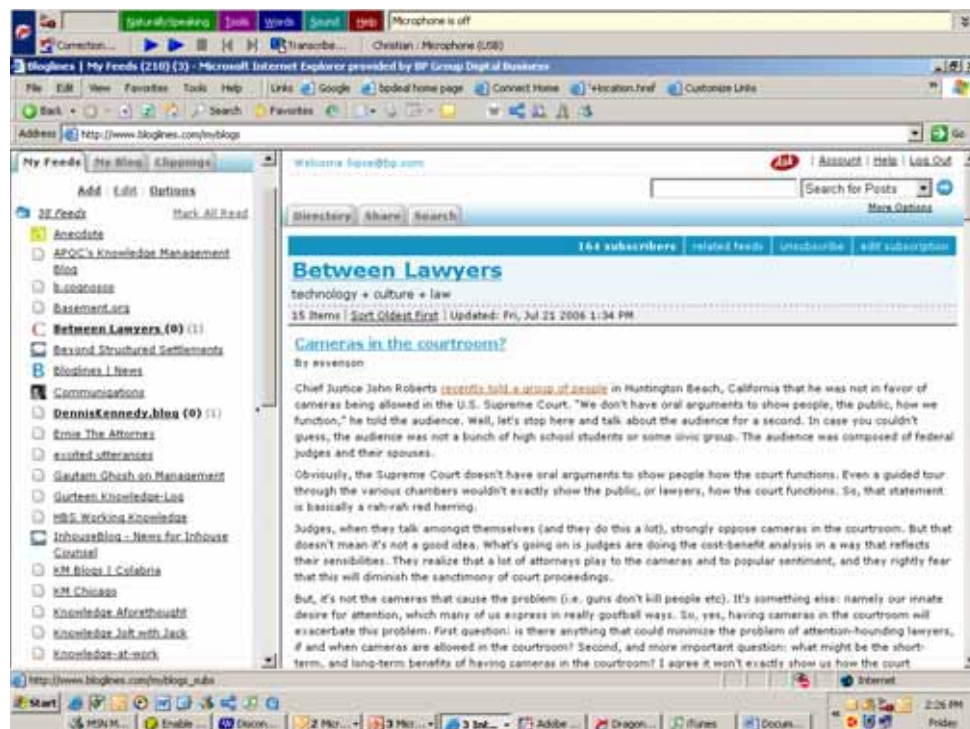 NaturallySpeaking Tools Words Sound Help Microphone is off
Correction... Transcribe... Christian : Microphone (USB)
Bloglines | My Feeds (210) (3) - Microsoft Internet Explorer provided by BP Group Digital Business
File Edit View Favorites Tools Help Links Google bpdeal home page Connect Home '+location.href Customize Links
Back Search Favorites
Address http://www.bloglines.com/myblogs Go
My Feeds My Blog Clippings
Add Edit Options
38 Feeds Mark All Read
Anecdote
APQC's Knowledge Management
Blog
b.cognosco
Basement.org
Between Lawyers (0) (1)
Beyond Structured Settlements
Bloglines | News
Communications
DennisKennedy.blog (0) (1)
Ernie The Attorney
excited utterances
Gautam Ghosh on Management
Gurteen Knowledge-Log
HBS Working Knowledge
InhouseBlog - News for Inhouse
Counsel
KM Blogs | Colabria
KM Chicago
Knowledge Aforethought
Knowledge Jolt with Jack
Knowledge-at-work
Welcome
Ask | Account | Help | Log Out
Search for Posts
More Options
Directory Share Search
164 subscribers | related feeds | unsubscribe | edit subscription
Between Lawyers
technology + culture + law
15 Items | Sort Oldest First | Updated: Fri, Jul 21 2006 1:34 PM
Cameras in the courtroom?
By esvenson
Chief Justice John Roberts recently told a group of people in Huntington Beach, California that he was not in favor of
cameras being allowed in the U.S. Supreme Court. "We don't have oral arguments to show people, the public, how we
function," he told the audience. Well, let's stop here and talk about the audience for a second. In case you couldn't
guess, the audience was not a bunch of high school students or some civic group. The audience was composed of federal
judges and their spouses.
Obviously, the Supreme Court doesn't have oral arguments to show people how the court functions. Even a guided tour
through the various chambers wouldn't exactly show the public, or lawyers, how the court functions. So, that statement
is basically a rah-rah red herring.
Judges, when they talk amongst themselves (and they do this a lot), strongly oppose cameras in the courtroom. But that
doesn't mean it's not a good idea. What's going on is judges are doing the cost-benefit analysis in a way that reflects
their sensibilities. They realize that a lot of attorneys play to the cameras and to popular sentiment, and they rightly fear
that this will diminish the sanctimony of court proceedings.
But, it's not the cameras that cause the problem (i.e. guns don't kill people etc). It's something else: namely our innate
desire for attention, which many of us express in really goofball ways. So, yes, having cameras in the courtroom will
exacerbate this problem. First question: is there anything that could minimize the problem of attention-hounding lawyers,
if and when cameras are allowed in the courtroom? Second, and more important question: what might be the short-
term, and long-term benefits of having cameras in the courtroom? I agree it won't exactly show us how the court
http://www.bloglines.com/myblogs_subs Internet
Start 2:26 PM
MSN M... Enable ... Discon... 2 Micr... 3 Micr... 3 Int... Adobe ... Dragon... iTunes Docum... Friday